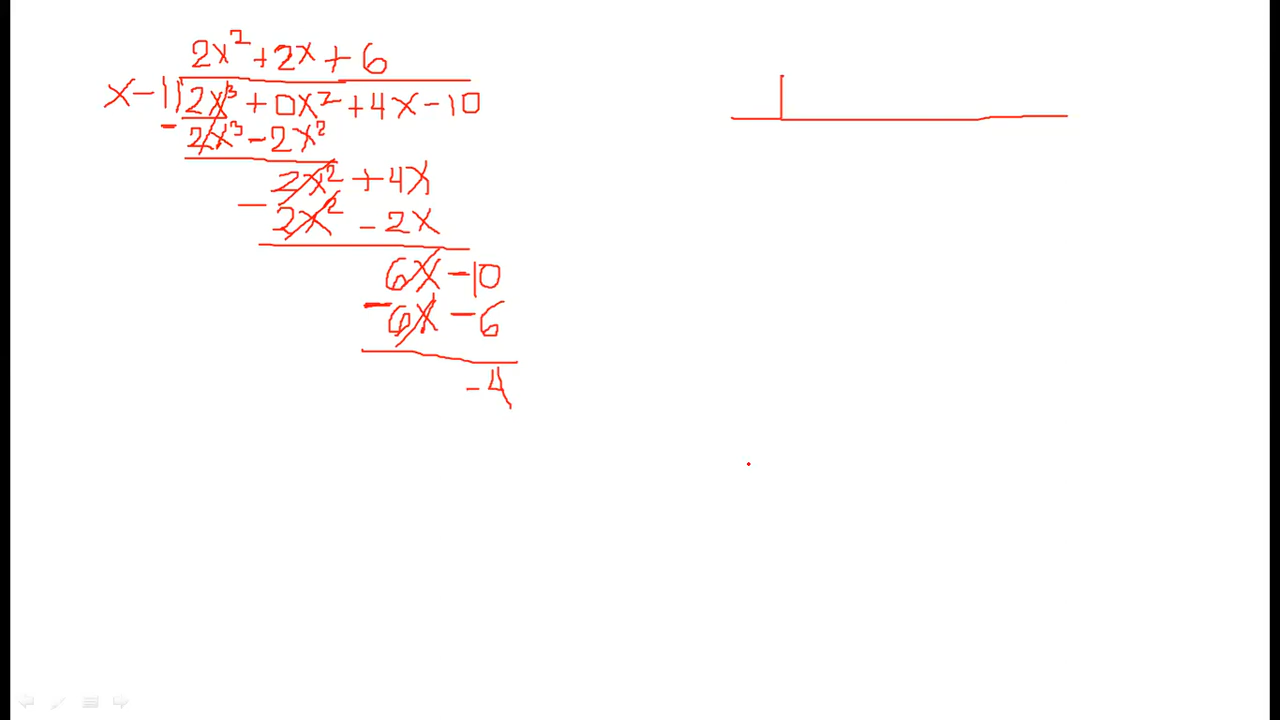 2x² + 2x + 6
x - 1) 2x³ + 0x² + 4x - 10
- 2x³ - 2x²
2x² + 4x
- 2x² - 2x
6x - 10
- 6x - 6
- 4